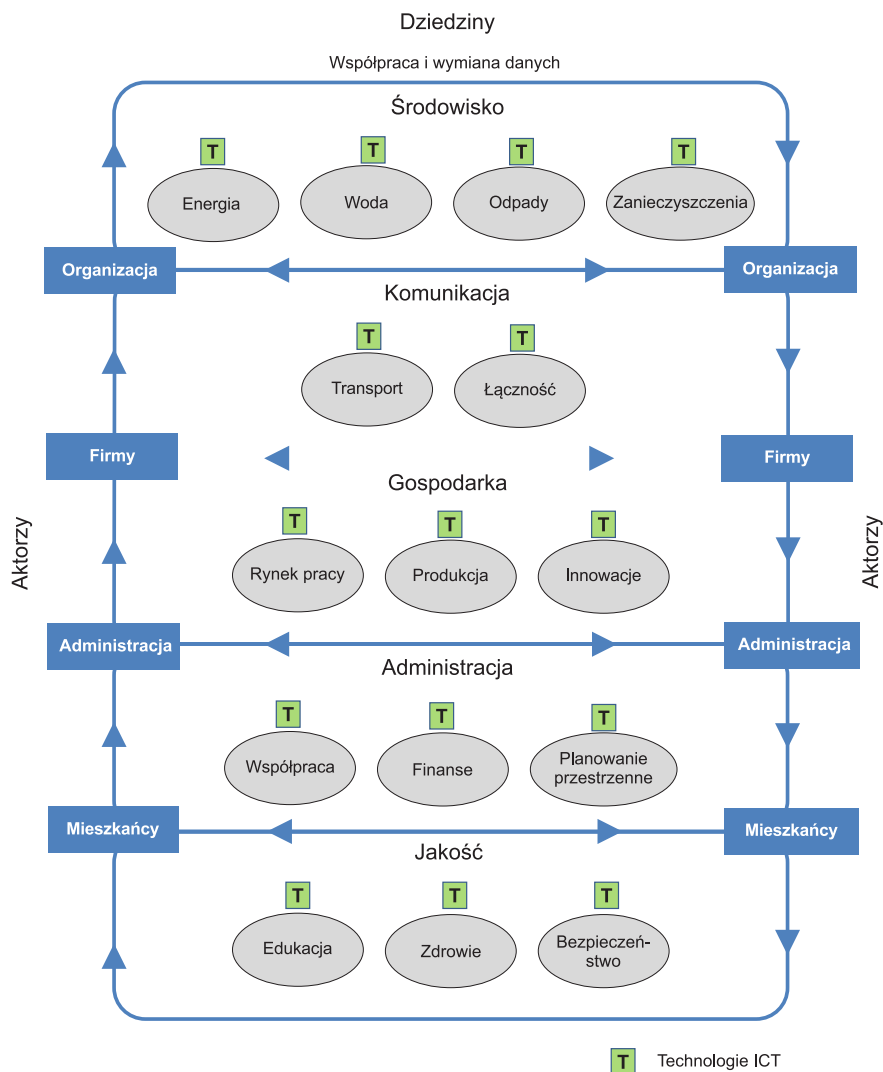 Dziedziny
Współpraca i wymiana danych
Środowisko
T T T T
Energia Woda Odpady Zanieczyszczenia
Organizacja Organizacja
Komunikacja
T T
Transport Łączność
Firmy Firmy
Gospodarka
Aktorzy Aktorzy
T T T
Rynek pracy Produkcja Innowacje
Administracja Administracja
Administracja
T T T
Współpraca Finanse Planowanie
przestrzenne
Mieszkańcy Mieszkańcy
Jakość
T T T
Edukacja Zdrowie Bezpieczeń-
stwo
T Technologie ICT